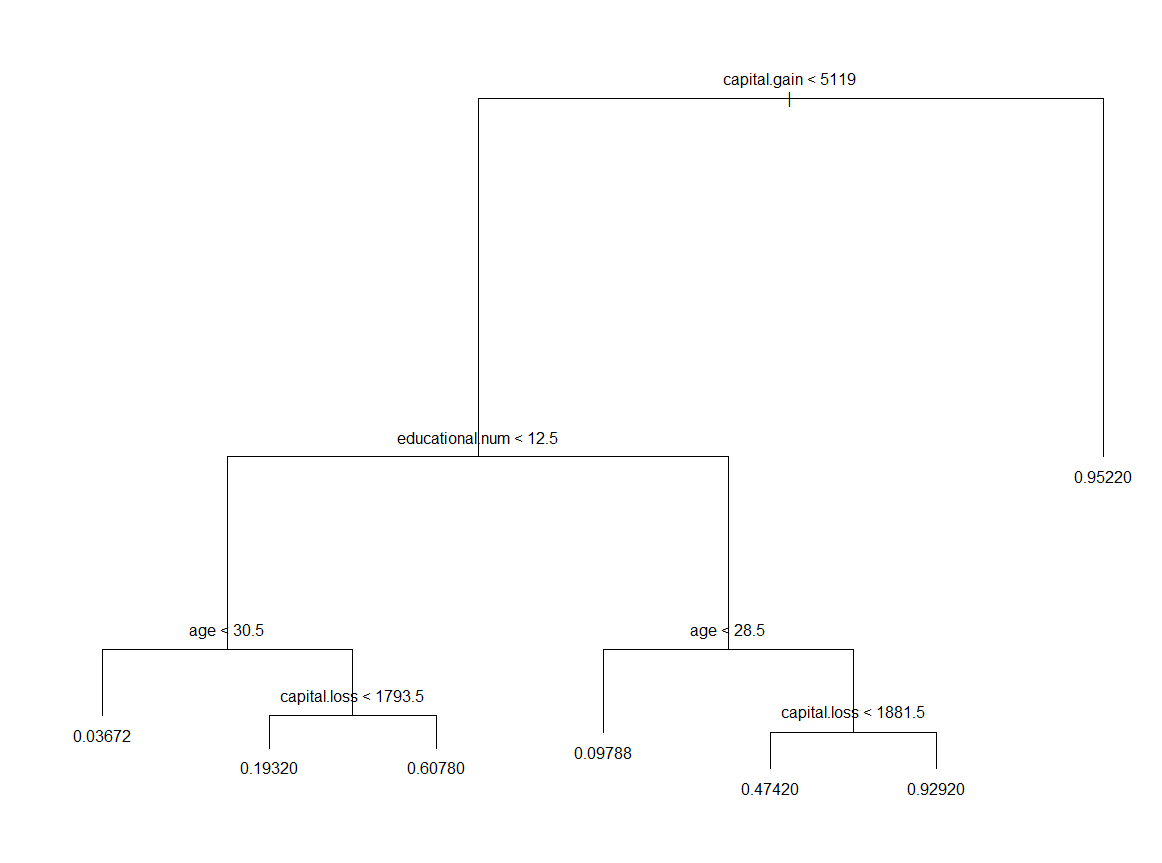 capital.gain < 5119
educational.num < 12.5
0.95220
age < 30.5
age < 28.5
capital.loss < 1793.5
capital.loss < 1881.5
0.03672
0.09788
0.19320
0.60780
0.47420
0.92920